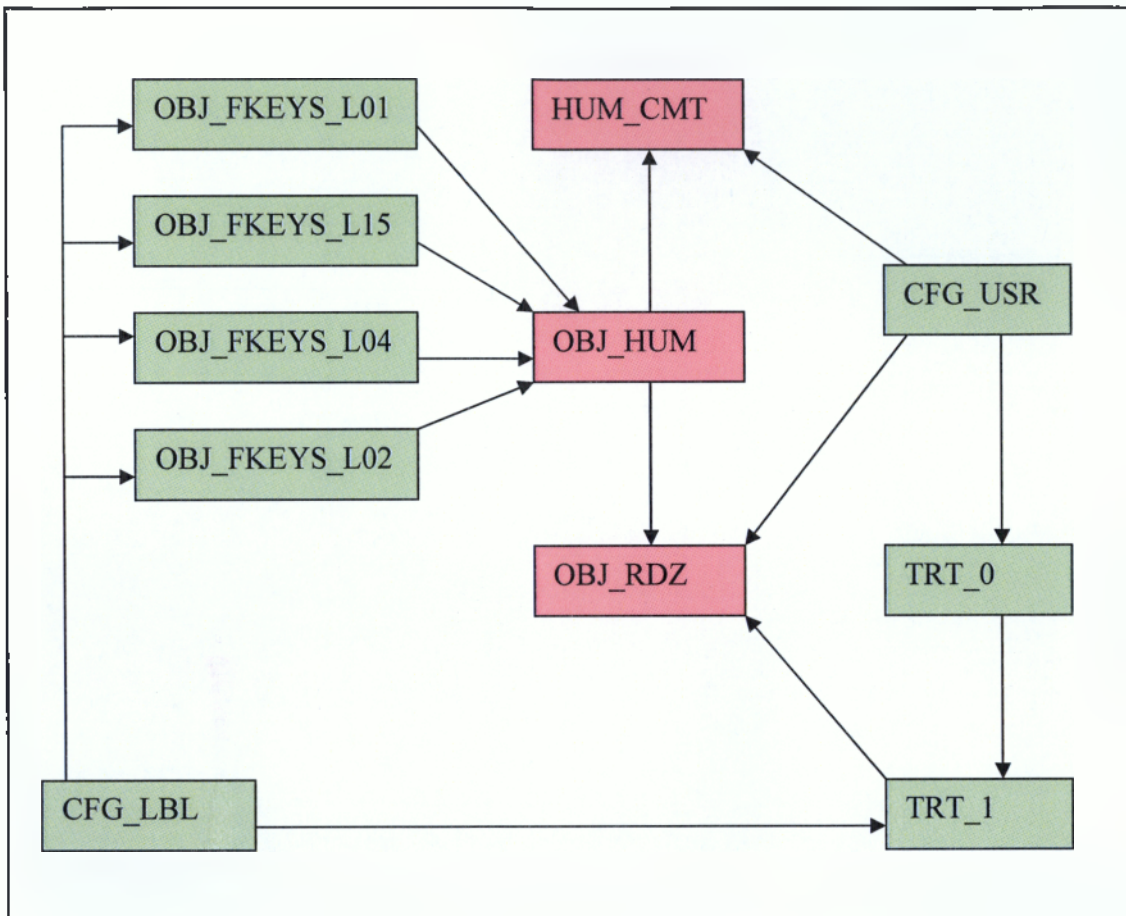 OBJ_FKEYS_L01
HUM_CMT
OBJ_FKEYS_L15
CFG_USR
OBJ_FKEYS_L04
OBJ_HUM
OBJ_FKEYS_L02
OBJ_RDZ
TRT_0
CFG_LBL
TRT_1